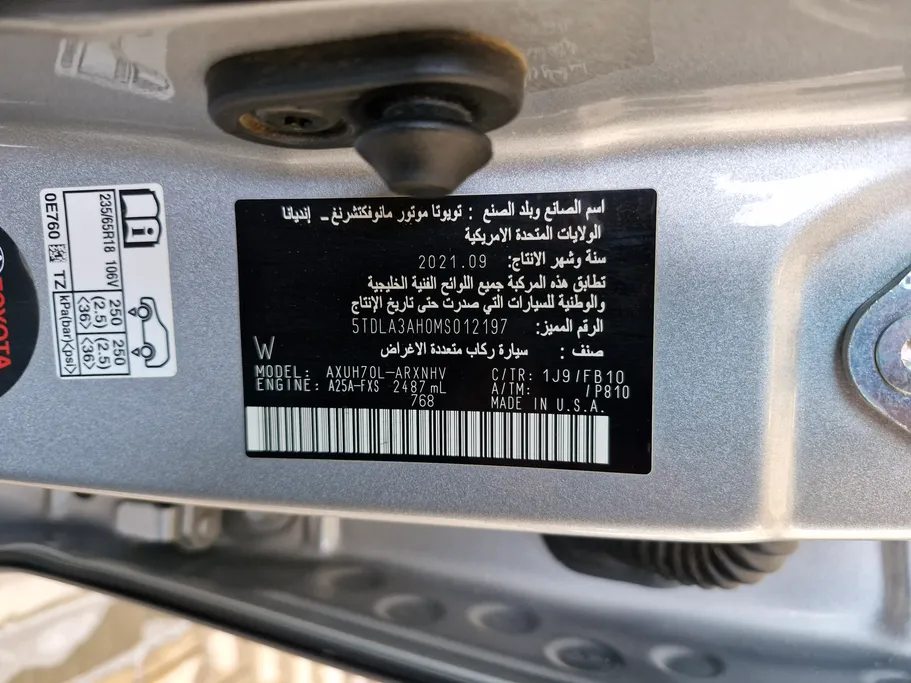 اسم الصانع وبلد الصنع : تويوتا موتور مانوفكتشرنغ - إنديانا
الولايات المتحدة الامريكية
سنة وشهر الانتاج: 2021.09
تطابق هذه المركبة جميع اللوائح الفنية الخليجية
والوطنية للسيارات التي صدرت حتى تاريخ الإنتاج
الرقم المميز: 5TDLA3AH0MS012197
صنف : سيارة ركاب متعددة الاغراض
W
MODEL: AXUH70L-ARXNHV C/TR: 1J9/FB10
ENGINE: A25A-FXS 2487 mL A/TM: /P810
768 MADE IN U.S.A.
235/65R18 106V 250 250
(2.5) (2.5)
<36> <36>
0E760 TZ kPa(bar)<psi>
TOYOTA